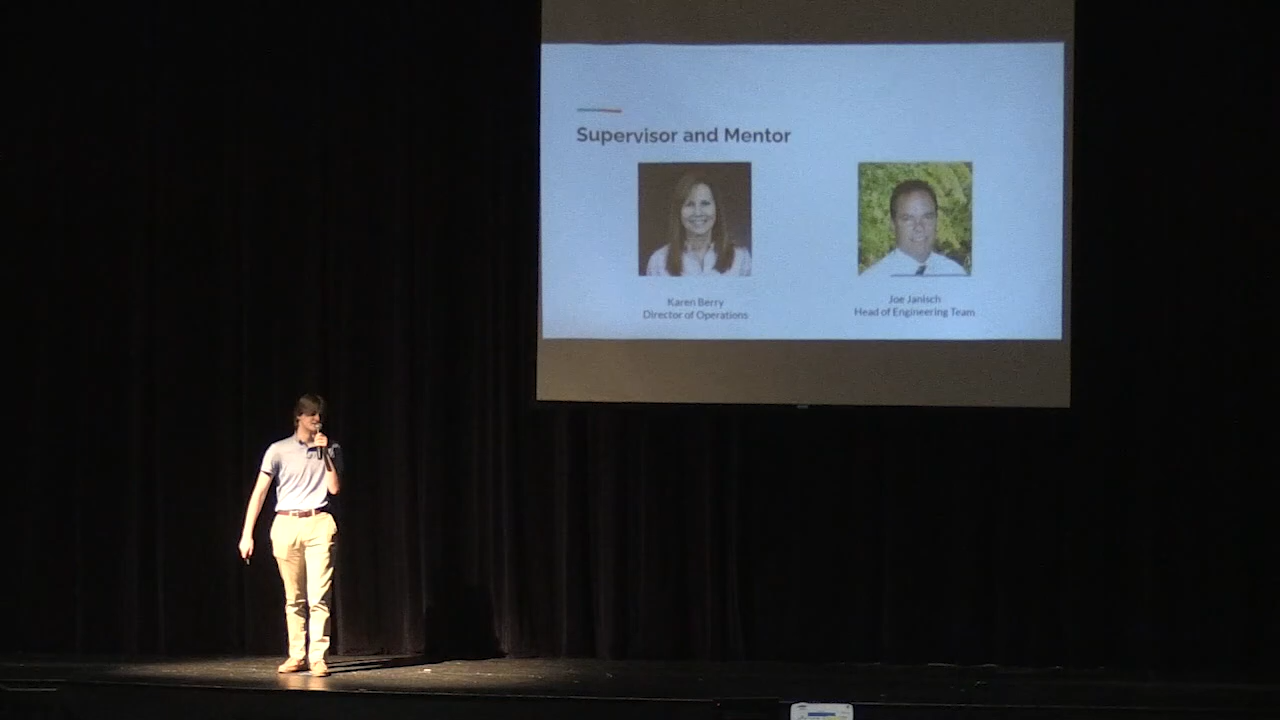 Supervisor and Mentor
Karen Berry
Director of Operations
Joe Janisch
Head of Engineering Team